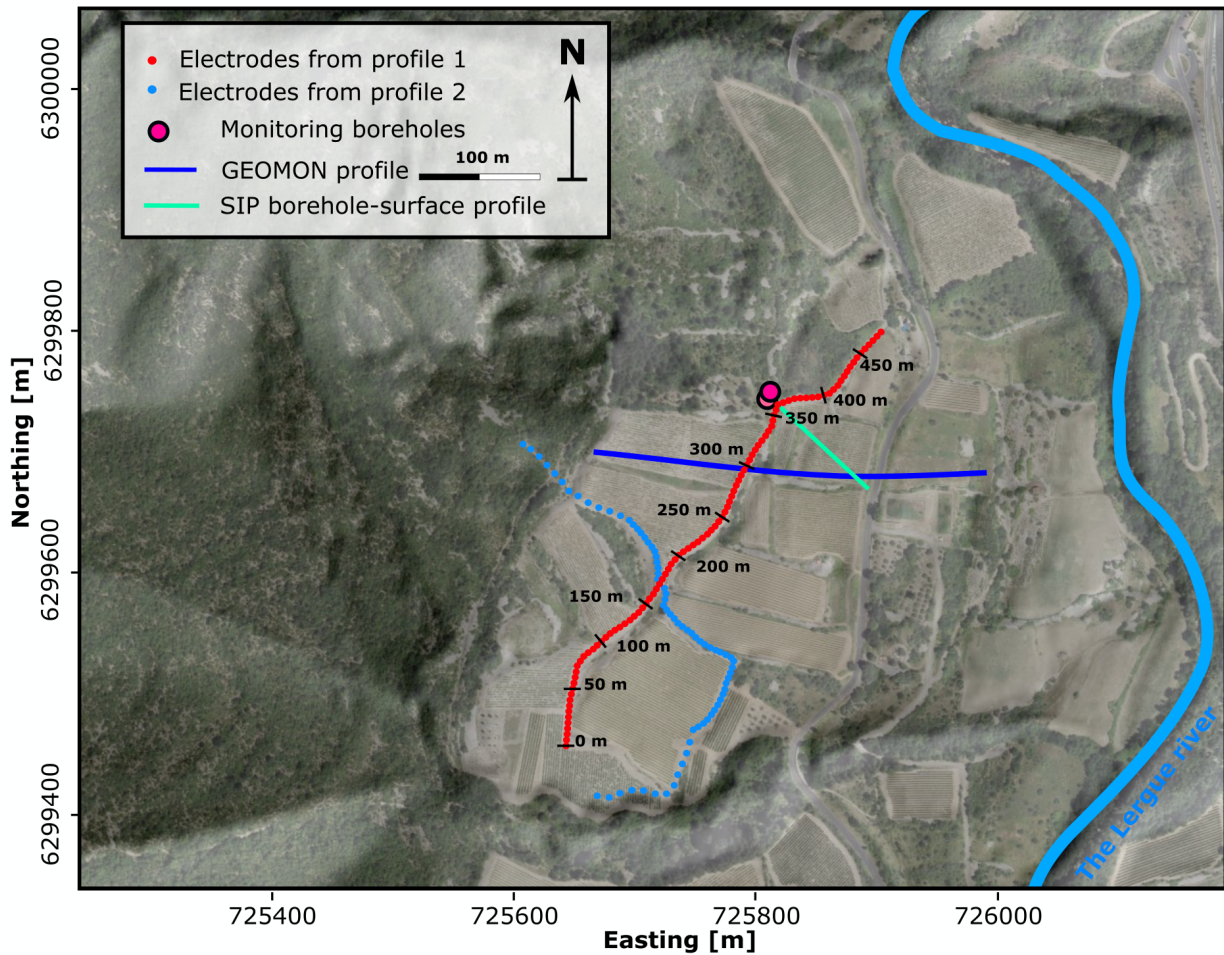 Electrodes from profile 1
Electrodes from profile 2
Monitoring boreholes
GEOMON profile
100 m
SIP borehole-surface profile
N
6300000
6299800
6299600
6299400
Northing [m]
450 m
400 m
350 m
300 m
250 m
200 m
150 m
100 m
50 m
0 m
The Lergue river
725400
725600
725800
726000
Easting [m]